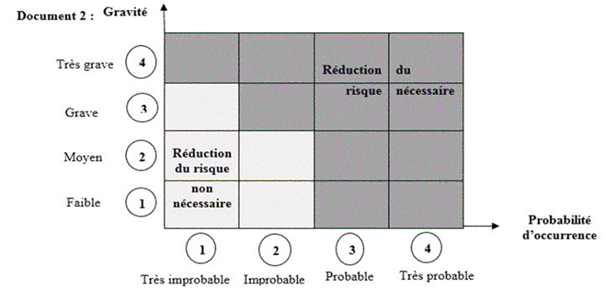 Document 2 : Gravité
Très grave 4 Réduction du
risque nécessaire
Grave 3
Moyen 2 Réduction
du risque
non
Faible 1 nécessaire
Probabilité
d'occurrence
1 2 3 4
Très improbable Improbable Probable Très probable